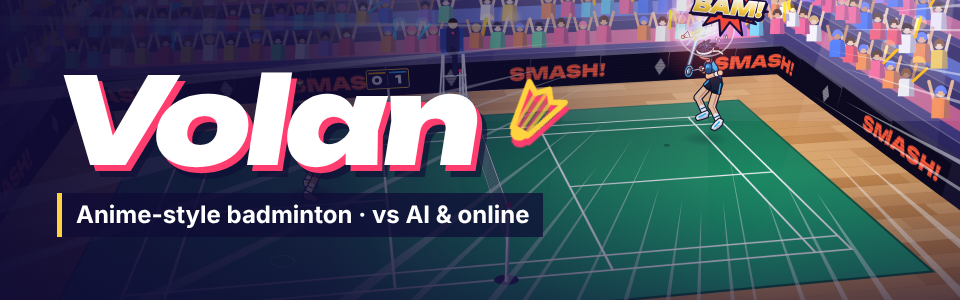 BAM!
SMASH!
SMASH!
SMASH!
0 1
SMASH!
Volan
Anime-style badminton · vs AI & online